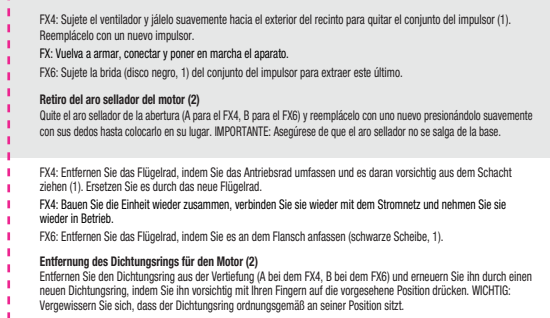 FX4: Sujete el ventilador y jálelo suavemente hacia el exterior del recinto para quitar el conjunto del impulsor (1).
Reemplácelo con un nuevo impulsor.
FX: Vuelva a armar, conectar y poner en marcha el aparato.
FX6: Sujete la brida (disco negro, 1) del conjunto del impulsor para extraer este último.
Retiro del aro sellador del motor (2)
Quite el aro sellador de la abertura (A para el FX4, B para el FX6) y reemplácelo con uno nuevo presionándolo suavemente
con sus dedos hasta colocarlo en su lugar. IMPORTANTE: Asegúrese de que el aro sellador no se salga de la base.
FX4: Entfernen Sie das Flügelrad, indem Sie das Antriebsrad umfassen und es daran vorsichtig aus dem Schacht
ziehen (1). Ersetzen Sie es durch das neue Flügelrad.
FX4: Bauen Sie die Einheit wieder zusammen, verbinden Sie sie wieder mit dem Stromnetz und nehmen Sie sie
wieder in Betrieb.
FX6: Entfernen Sie das Flügelrad, indem Sie es an dem Flansch anfassen (schwarze Scheibe, 1).
Entfernung des Dichtungsrings für den Motor (2)
Entfernen Sie den Dichtungsring aus der Vertiefung (A bei dem FX4, B bei dem FX6) und erneuern Sie ihn durch einen
neuen Dichtungsring, indem Sie ihn vorsichtig mit Ihren Fingern auf die vorgesehene Position drücken. WICHTIG:
Vergewissern Sie sich, dass der Dichtungsring ordnungsgemäß an seiner Position sitzt.